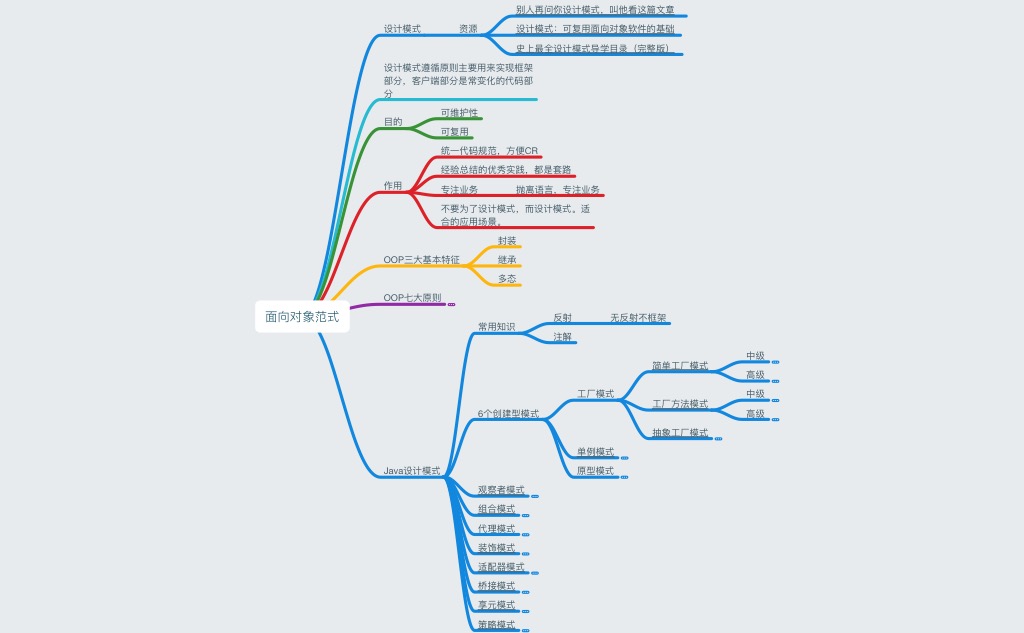 别人再问你设计模式，叫他看这篇文章
设计模式
资源
设计模式：可复用面向对象软件的基础
史上最全设计模式导学目录（完整版）
设计模式遵循原则主要用来实现框架
部分，客户端部分是常变化的代码部
分
目的
可维护性
可复用
作用
统一代码规范，方便CR
经验总结的优秀实践，都是套路
专注业务
抛离语言，专注业务
不要为了设计模式，而设计模式。适
合的应用场景。
OOP三大基本特征
封装
继承
多态
OOP七大原则
面向对象范式
Java设计模式
常用知识
反射
无反射不框架
注解
6个创建型模式
工厂模式
简单工厂模式
中级
高级
工厂方法模式
中级
高级
抽象工厂模式
单例模式
原型模式
观察者模式
组合模式
代理模式
装饰模式
适配器模式
桥接模式
享元模式
策略模式